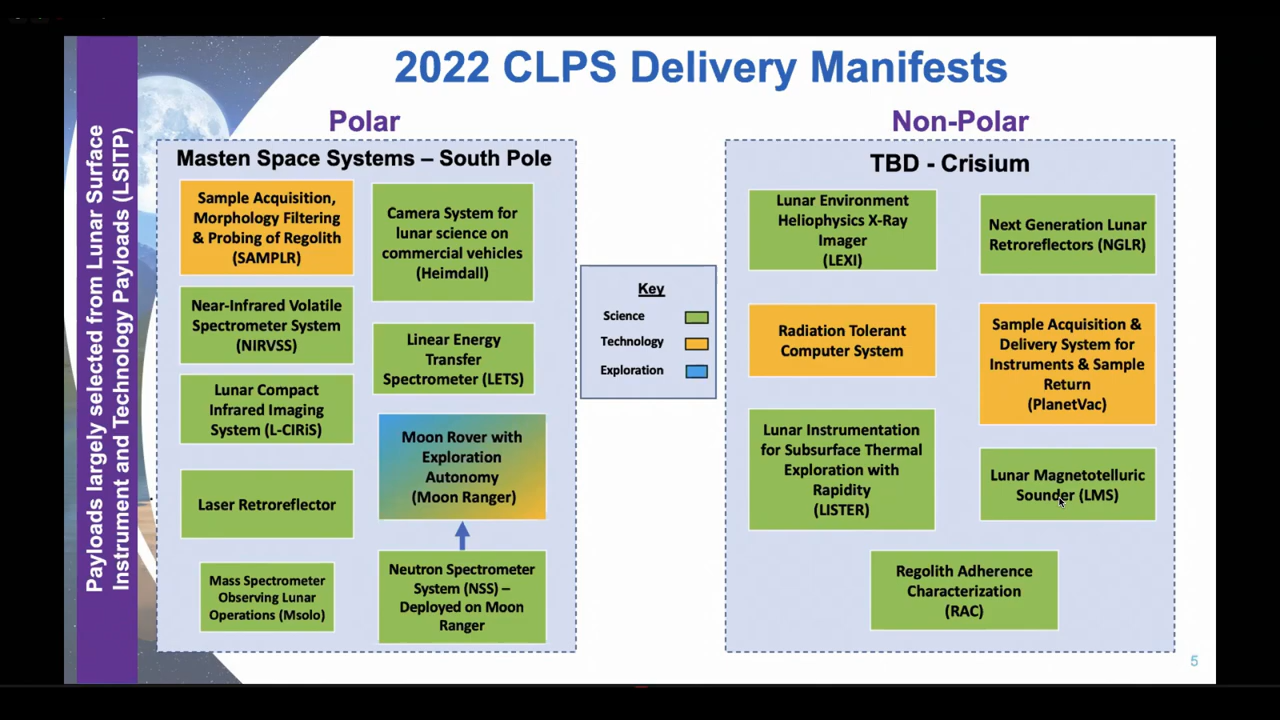 2022 CLPS Delivery Manifests
Payloads largely selected from Lunar Surface
Instrument and Technology Payloads (LSITP)
Polar
Masten Space Systems – South Pole
Sample Acquisition,
Morphology Filtering
& Probing of Regolith
(SAMPLR)
Camera System for
lunar science on
commercial vehicles
(Heimdall)
Near-Infrared Volatile
Spectrometer System
(NIRVSS)
Linear Energy
Transfer
Spectrometer (LETS)
Lunar Compact
Infrared Imaging
System (L-CIRiS)
Moon Rover with
Exploration
Autonomy
(Moon Ranger)
Laser Retroreflector
Mass Spectrometer
Observing Lunar
Operations (Msolo)
Neutron Spectrometer
System (NSS) –
Deployed on Moon
Ranger
Key
Science
Technology
Exploration
Non-Polar
TBD - Crisium
Lunar Environment
Heliophysics X-Ray
Imager
(LEXI)
Next Generation Lunar
Retroreflectors (NGLR)
Radiation Tolerant
Computer System
Sample Acquisition &
Delivery System for
Instruments & Sample
Return
(PlanetVac)
Lunar Instrumentation
for Subsurface Thermal
Exploration with
Rapidity
(LISTER)
Lunar Magnetotelluric
Sounder (LMS)
Regolith Adherence
Characterization
(RAC)
5